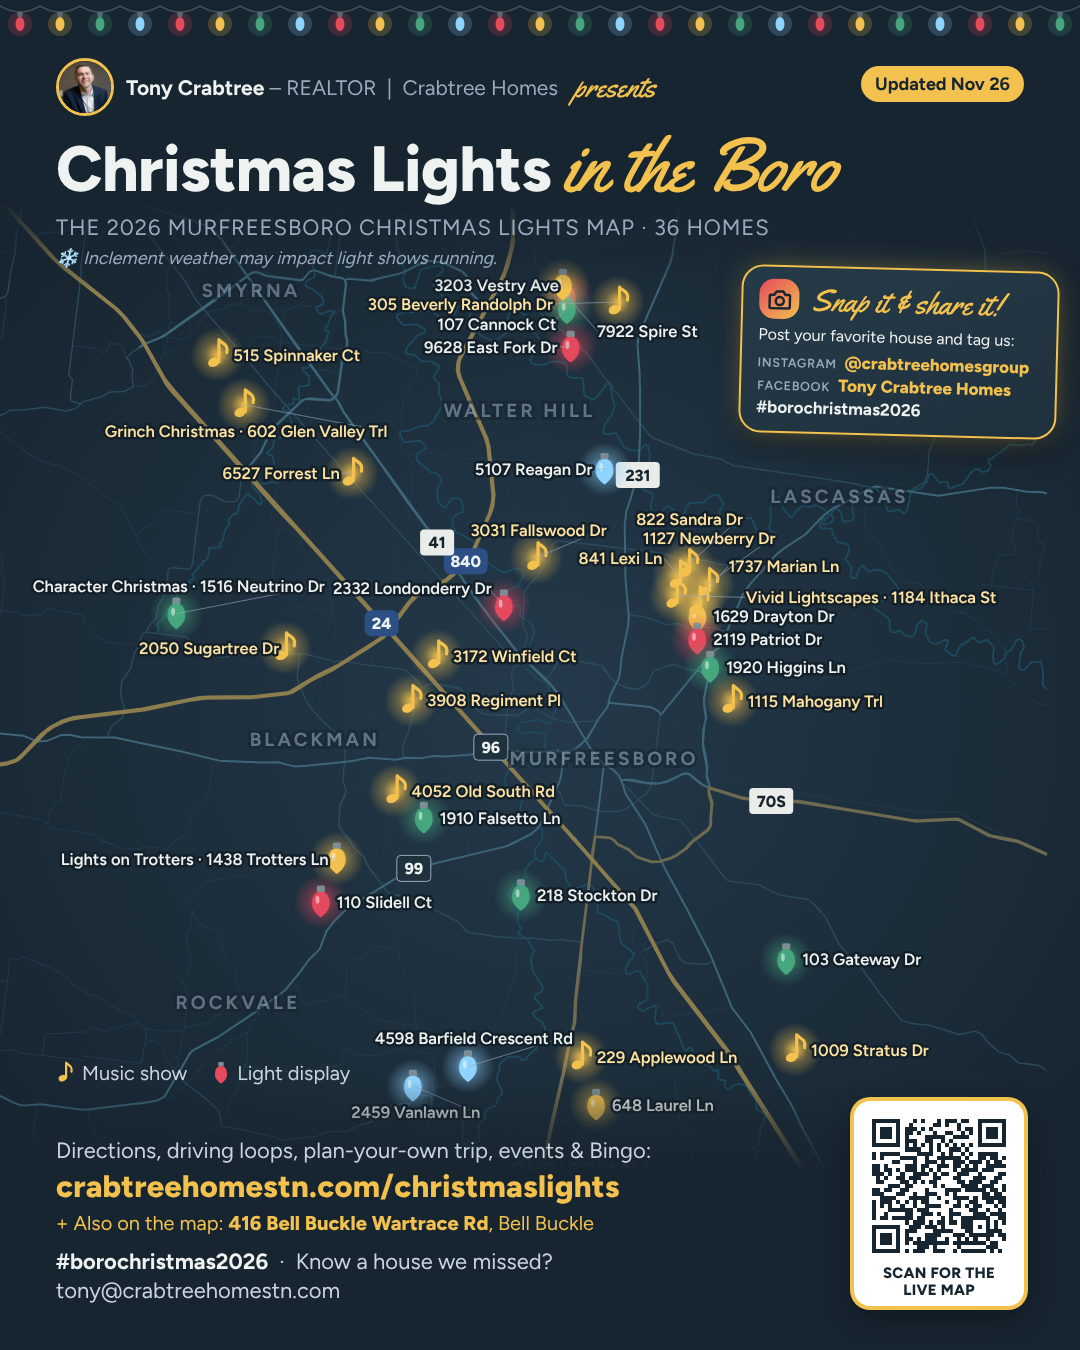 Tony Crabtree – REALTOR | Crabtree Homes presents
Updated Nov 26
Christmas Lights in the Boro
THE 2026 MURFREESBORO CHRISTMAS LIGHTS MAP · 36 HOMES
Inclement weather may impact light shows running.
SMYRNA
3203 Vestry Ave
305 Beverly Randolph Dr
107 Cannock Ct
7922 Spire St
9628 East Fork Dr
515 Spinnaker Ct
Snap it & share it!
Post your favorite house and tag us:
INSTAGRAM @crabtreehomesgroup
FACEBOOK Tony Crabtree Homes
#borochristmas2026
WALTER HILL
Grinch Christmas · 602 Glen Valley Trl
6527 Forrest Ln
5107 Reagan Dr
231
LASCASSAS
822 Sandra Dr
3031 Fallswood Dr
1127 Newberry Dr
41
840
841 Lexi Ln
1737 Marian Ln
Character Christmas · 1516 Neutrino Dr
2332 Londonderry Dr
Vivid Lightscapes · 1184 Ithaca St
1629 Drayton Dr
24
2119 Patriot Dr
2050 Sugartree Dr
3172 Winfield Ct
1920 Higgins Ln
3908 Regiment Pl
1115 Mahogany Trl
BLACKMAN
96
MURFREESBORO
4052 Old South Rd
70S
1910 Falsetto Ln
Lights on Trotters · 1438 Trotters Ln
99
110 Slidell Ct
218 Stockton Dr
103 Gateway Dr
ROCKVALE
4598 Barfield Crescent Rd
229 Applewood Ln
1009 Stratus Dr
Music show
Light display
2459 Vanlawn Ln
648 Laurel Ln
Directions, driving loops, plan-your-own trip, events & Bingo:
crabtreehomestn.com/christmaslights
+ Also on the map: 416 Bell Buckle Wartrace Rd, Bell Buckle
#borochristmas2026 · Know a house we missed?
tony@crabtreehomestn.com
SCAN FOR THE
LIVE MAP